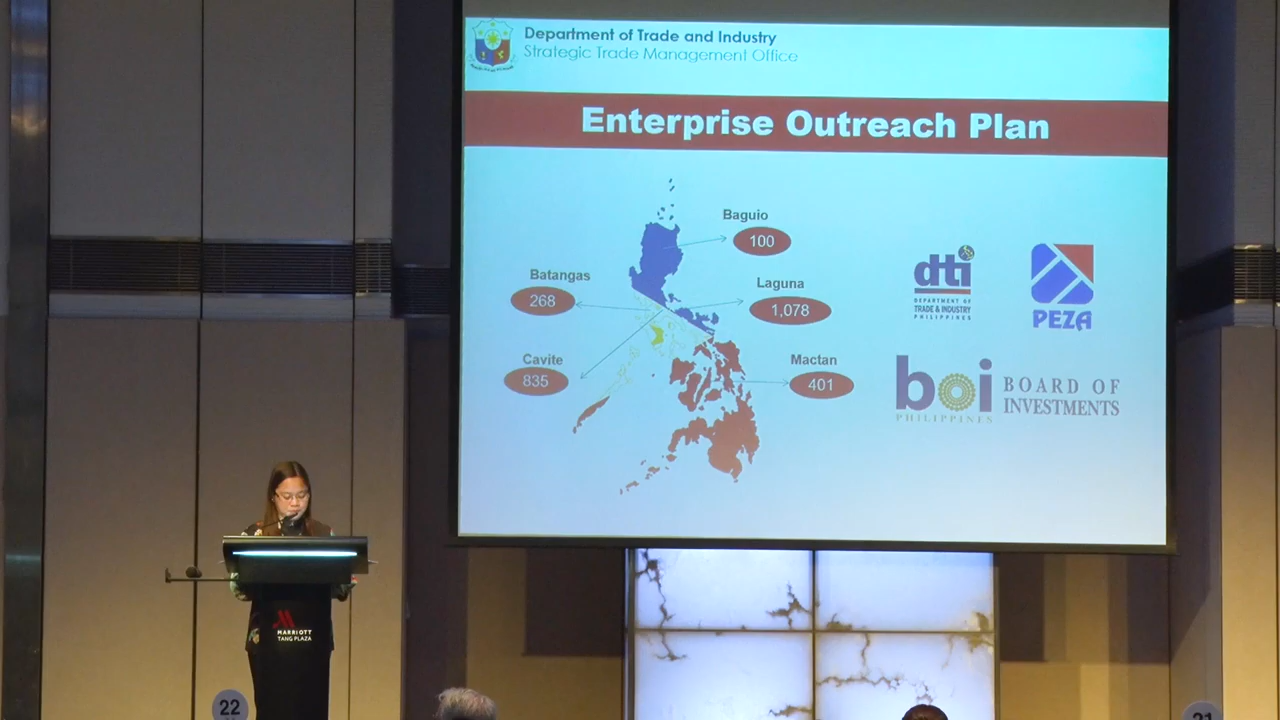 Department of Trade and Industry
Strategic Trade Management Office
Enterprise Outreach Plan
Baguio
100
Batangas
268
Laguna
1,078
Cavite
835
Mactan
401
dti
DEPARTMENT OF
TRADE & INDUSTRY
PHILIPPINES
PEZA
boi
PHILIPPINES
BOARD OF
INVESTMENTS
MARRIOTT
TANG PLAZA
22
21